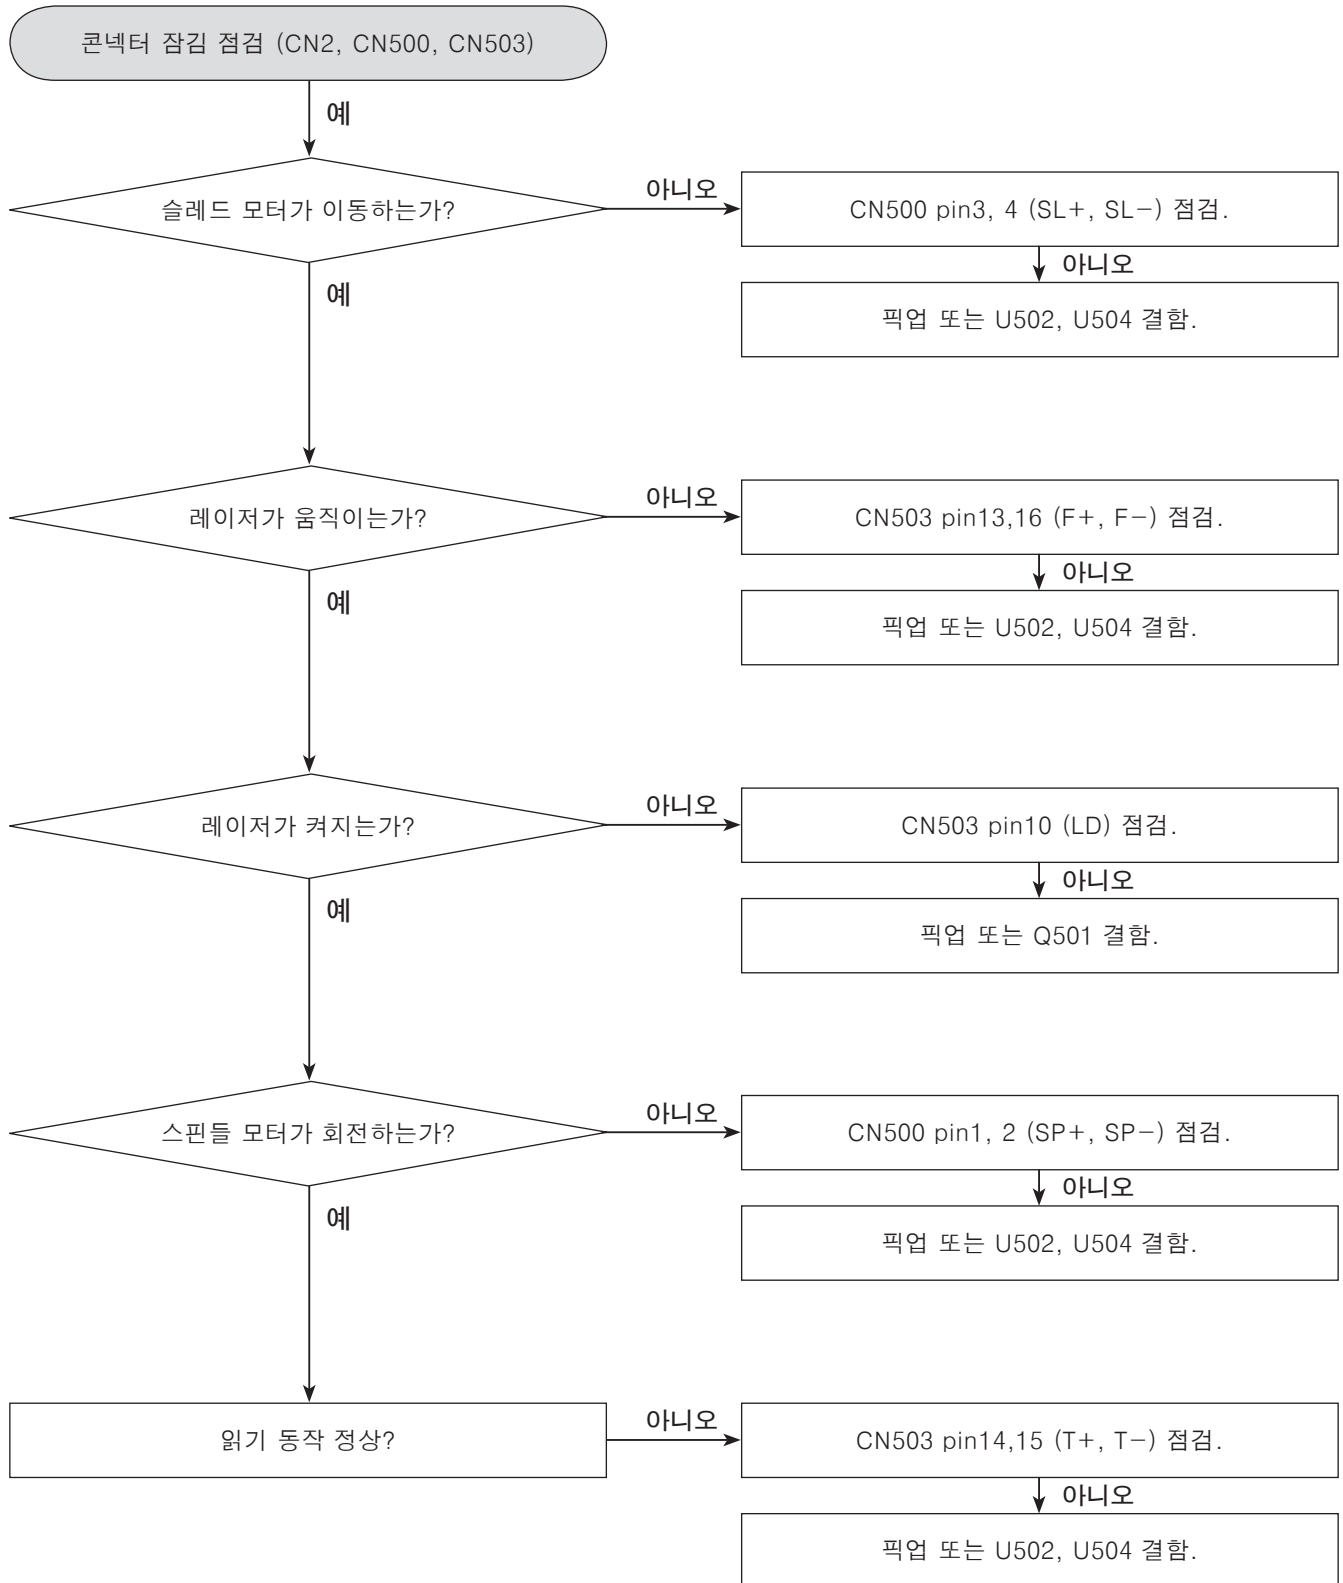 콘넥터 잠김 점검 (CN2, CN500, CN503)
예
슬레드 모터가 이동하는가?
아니오
CN500 pin3, 4 (SL+, SL−) 점검.
아니오
픽업 또는 U502, U504 결함.
예
레이저가 움직이는가?
아니오
CN503 pin13,16 (F+, F−) 점검.
아니오
픽업 또는 U502, U504 결함.
예
레이저가 켜지는가?
아니오
CN503 pin10 (LD) 점검.
아니오
픽업 또는 Q501 결함.
예
스핀들 모터가 회전하는가?
아니오
CN500 pin1, 2 (SP+, SP−) 점검.
아니오
픽업 또는 U502, U504 결함.
예
읽기 동작 정상?
아니오
CN503 pin14,15 (T+, T−) 점검.
아니오
픽업 또는 U502, U504 결함.